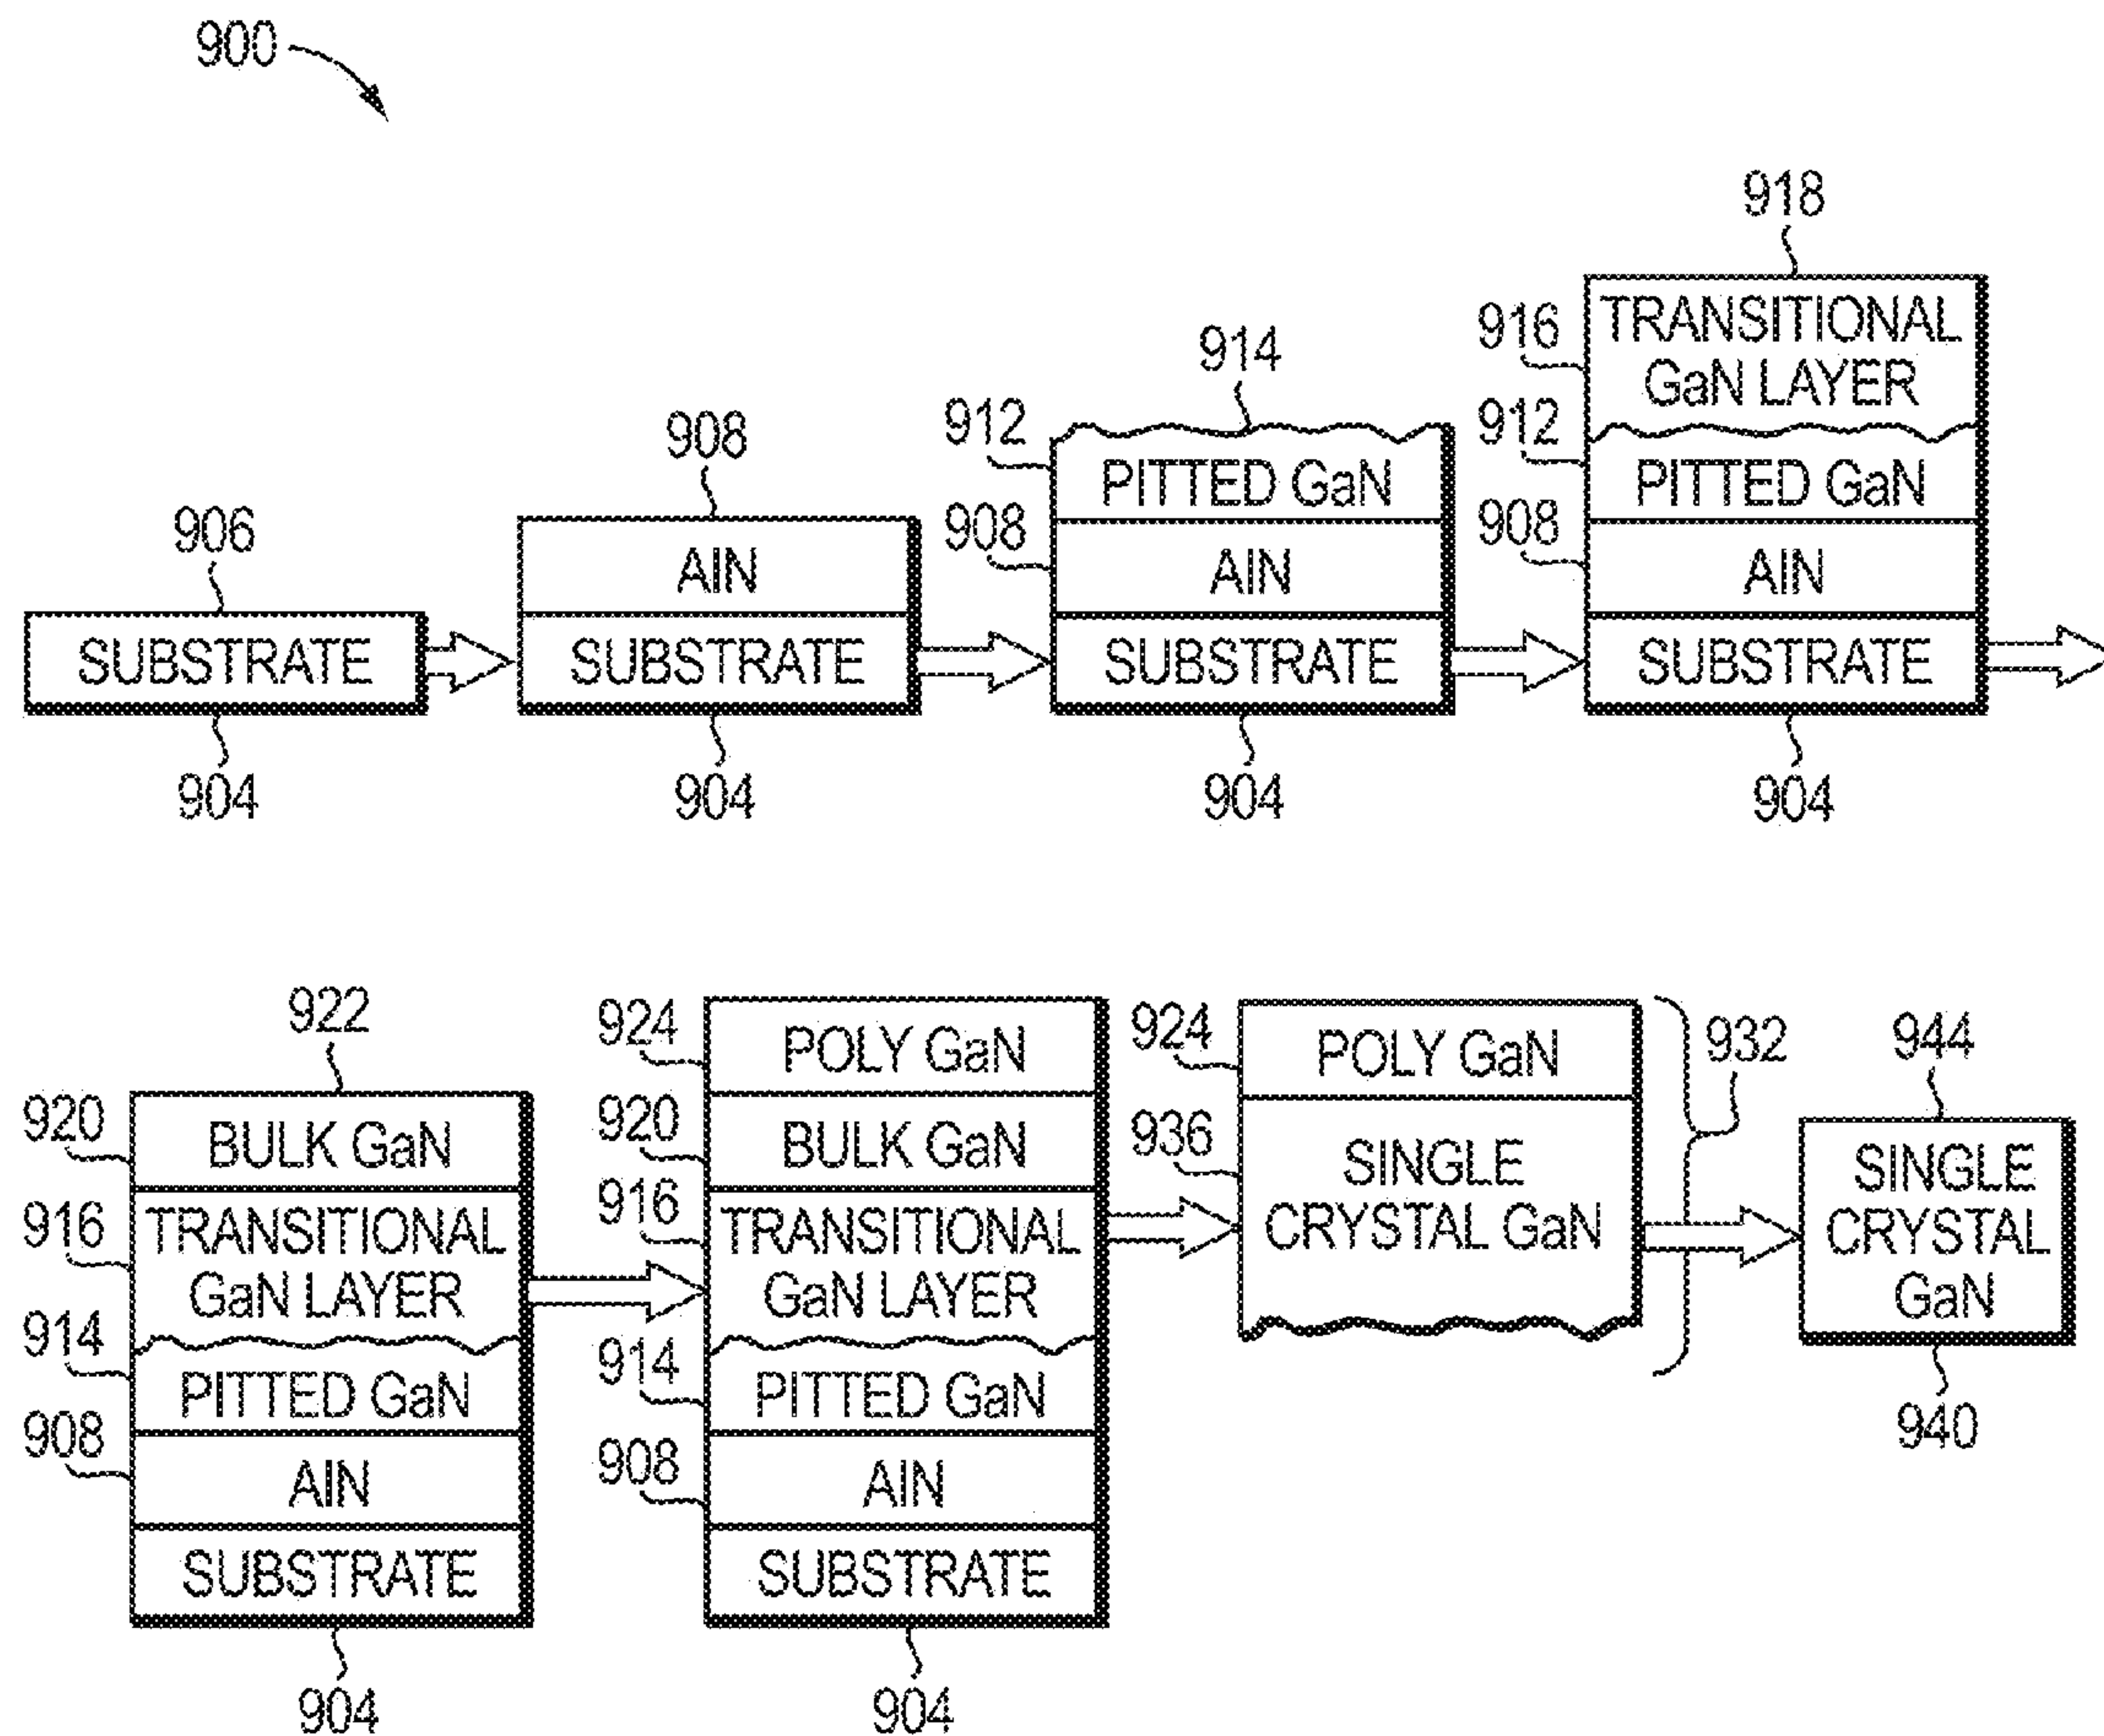 900
906
SUBSTRATE
904
908
AlN
SUBSTRATE
904
914
912
PITTED GaN
908
AlN
SUBSTRATE
904
918
916
TRANSITIONAL
GaN LAYER
912
PITTED GaN
908
AlN
SUBSTRATE
904
922
920
BULK GaN
916
TRANSITIONAL
GaN LAYER
914
PITTED GaN
908
AlN
SUBSTRATE
904
924
POLY GaN
920
BULK GaN
916
TRANSITIONAL
GaN LAYER
914
PITTED GaN
908
AlN
SUBSTRATE
904
924
POLY GaN
936
SINGLE
CRYSTAL GaN
932
944
SINGLE
CRYSTAL
GaN
940